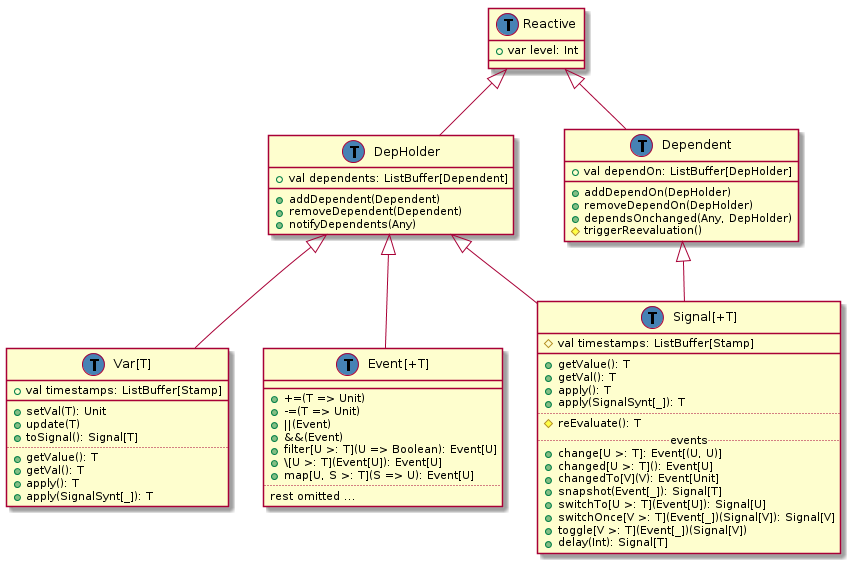 T Reactive
var level: Int
T DepHolder
val dependents: ListBuffer[Dependent]
addDependent(Dependent)
removeDependent(Dependent)
notifyDependents(Any)
T Dependent
val dependOn: ListBuffer[DepHolder]
addDependOn(DepHolder)
removeDependOn(DepHolder)
dependsOnchanged(Any, DepHolder)
triggerReevaluation()
T Var[T]
val timestamps: ListBuffer[Stamp]
setVal(T): Unit
update(T)
toSignal(): Signal[T]
getValue(): T
getVal(): T
apply(): T
apply(SignalSynt[_]): T
T Event[+T]
+=(T => Unit)
-=(T => Unit)
||(Event)
&&(Event)
filter[U >: T](U => Boolean): Event[U]
\[U >: T](Event[U]): Event[U]
map[U, S >: T](S => U): Event[U]
rest omitted ...
T Signal[+T]
val timestamps: ListBuffer[Stamp]
getValue(): T
getVal(): T
apply(): T
apply(SignalSynt[_]): T
reEvaluate(): T
events
change[U >: T]: Event[(U, U)]
changed[U >: T](): Event[U]
changedTo[V](V): Event[Unit]
snapshot(Event[_]): Signal[T]
switchTo[U >: T](Event[U]): Signal[U]
switchOnce[V >: T](Event[_])(Signal[V]): Signal[V]
toggle[V >: T](Event[_])(Signal[V])
delay(Int): Signal[T]